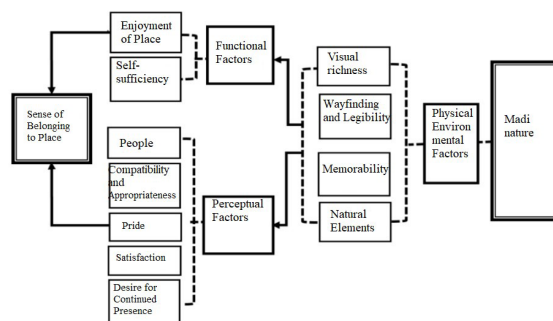 Enjoyment
of Place
Self-
sufficiency
Functional
Factors
Sense of
Belonging
to Place
People
Compatibility
and
Appropriateness
Pride
Satisfaction
Desire for
Continued
Presence
Perceptual
Factors
Visual
richness
Wayfinding
and Legibility
Memorability
Natural
Elements
Physical
Environ
mental
Factors
Madi
nature